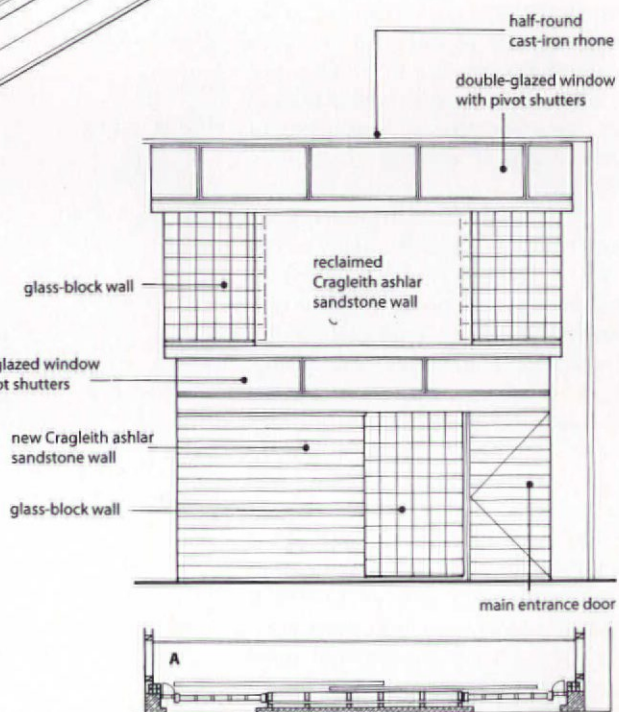 half-round
cast-iron rhone
double-glazed window
with pivot shutters
glass-block wall
reclaimed
Cragleith ashlar
sandstone wall
glazed window
ot shutters
new Cragleith ashlar
sandstone wall
glass-block wall
main entrance door
A